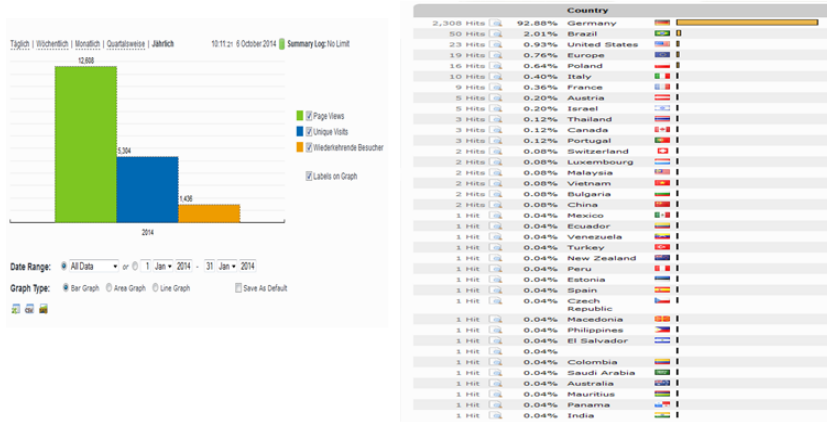 Täglich | Wöchentlich | Monatlich | Quartalsweise | Jährlich 10:11:21 6 October 2014 Summary Log: No Limit
12,608
5,304
1,436
2014
Page Views
Unique Visits
Wiederkehrende Besucher
Labels on Graph
Date Range: All Data or 1 Jan 2014 - 31 Jan 2014
Graph Type: Bar Graph Area Graph Line Graph Save As Default
Country
2,308 Hits 92.88% Germany
50 Hits 2.01% Brazil
23 Hits 0.93% United States
19 Hits 0.76% Europe
16 Hits 0.64% Poland
10 Hits 0.40% Italy
9 Hits 0.36% France
5 Hits 0.20% Austria
5 Hits 0.20% Israel
3 Hits 0.12% Thailand
3 Hits 0.12% Canada
3 Hits 0.12% Portugal
2 Hits 0.08% Switzerland
2 Hits 0.08% Luxembourg
2 Hits 0.08% Malaysia
2 Hits 0.08% Vietnam
2 Hits 0.08% Bulgaria
2 Hits 0.08% China
1 Hit 0.04% Mexico
1 Hit 0.04% Ecuador
1 Hit 0.04% Venezuela
1 Hit 0.04% Turkey
1 Hit 0.04% New Zealand
1 Hit 0.04% Peru
1 Hit 0.04% Estonia
1 Hit 0.04% Spain
1 Hit 0.04% Czech
Republic
1 Hit 0.04% Macedonia
1 Hit 0.04% Philippines
1 Hit 0.04% El Salvador
1 Hit 0.04%
1 Hit 0.04% Colombia
1 Hit 0.04% Saudi Arabia
1 Hit 0.04% Australia
1 Hit 0.04% Mauritius
1 Hit 0.04% Panama
1 Hit 0.04% India